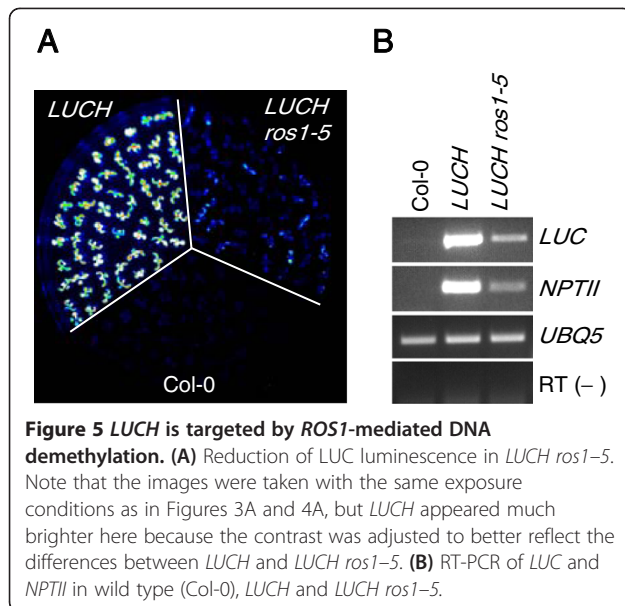 A
B
LUCH
LUCH
ros1-5
Col-0
Col-0
LUCH
LUCH ros1-5
LUC
NPTII
UBQ5
RT (–)
Figure 5 LUCH is targeted by ROS1-mediated DNA
demethylation. (A) Reduction of LUC luminescence in LUCH ros1–5.
Note that the images were taken with the same exposure
conditions as in Figures 3A and 4A, but LUCH appeared much
brighter here because the contrast was adjusted to better reflect the
differences between LUCH and LUCH ros1–5. (B) RT-PCR of LUC and
NPTII in wild type (Col-0), LUCH and LUCH ros1–5.